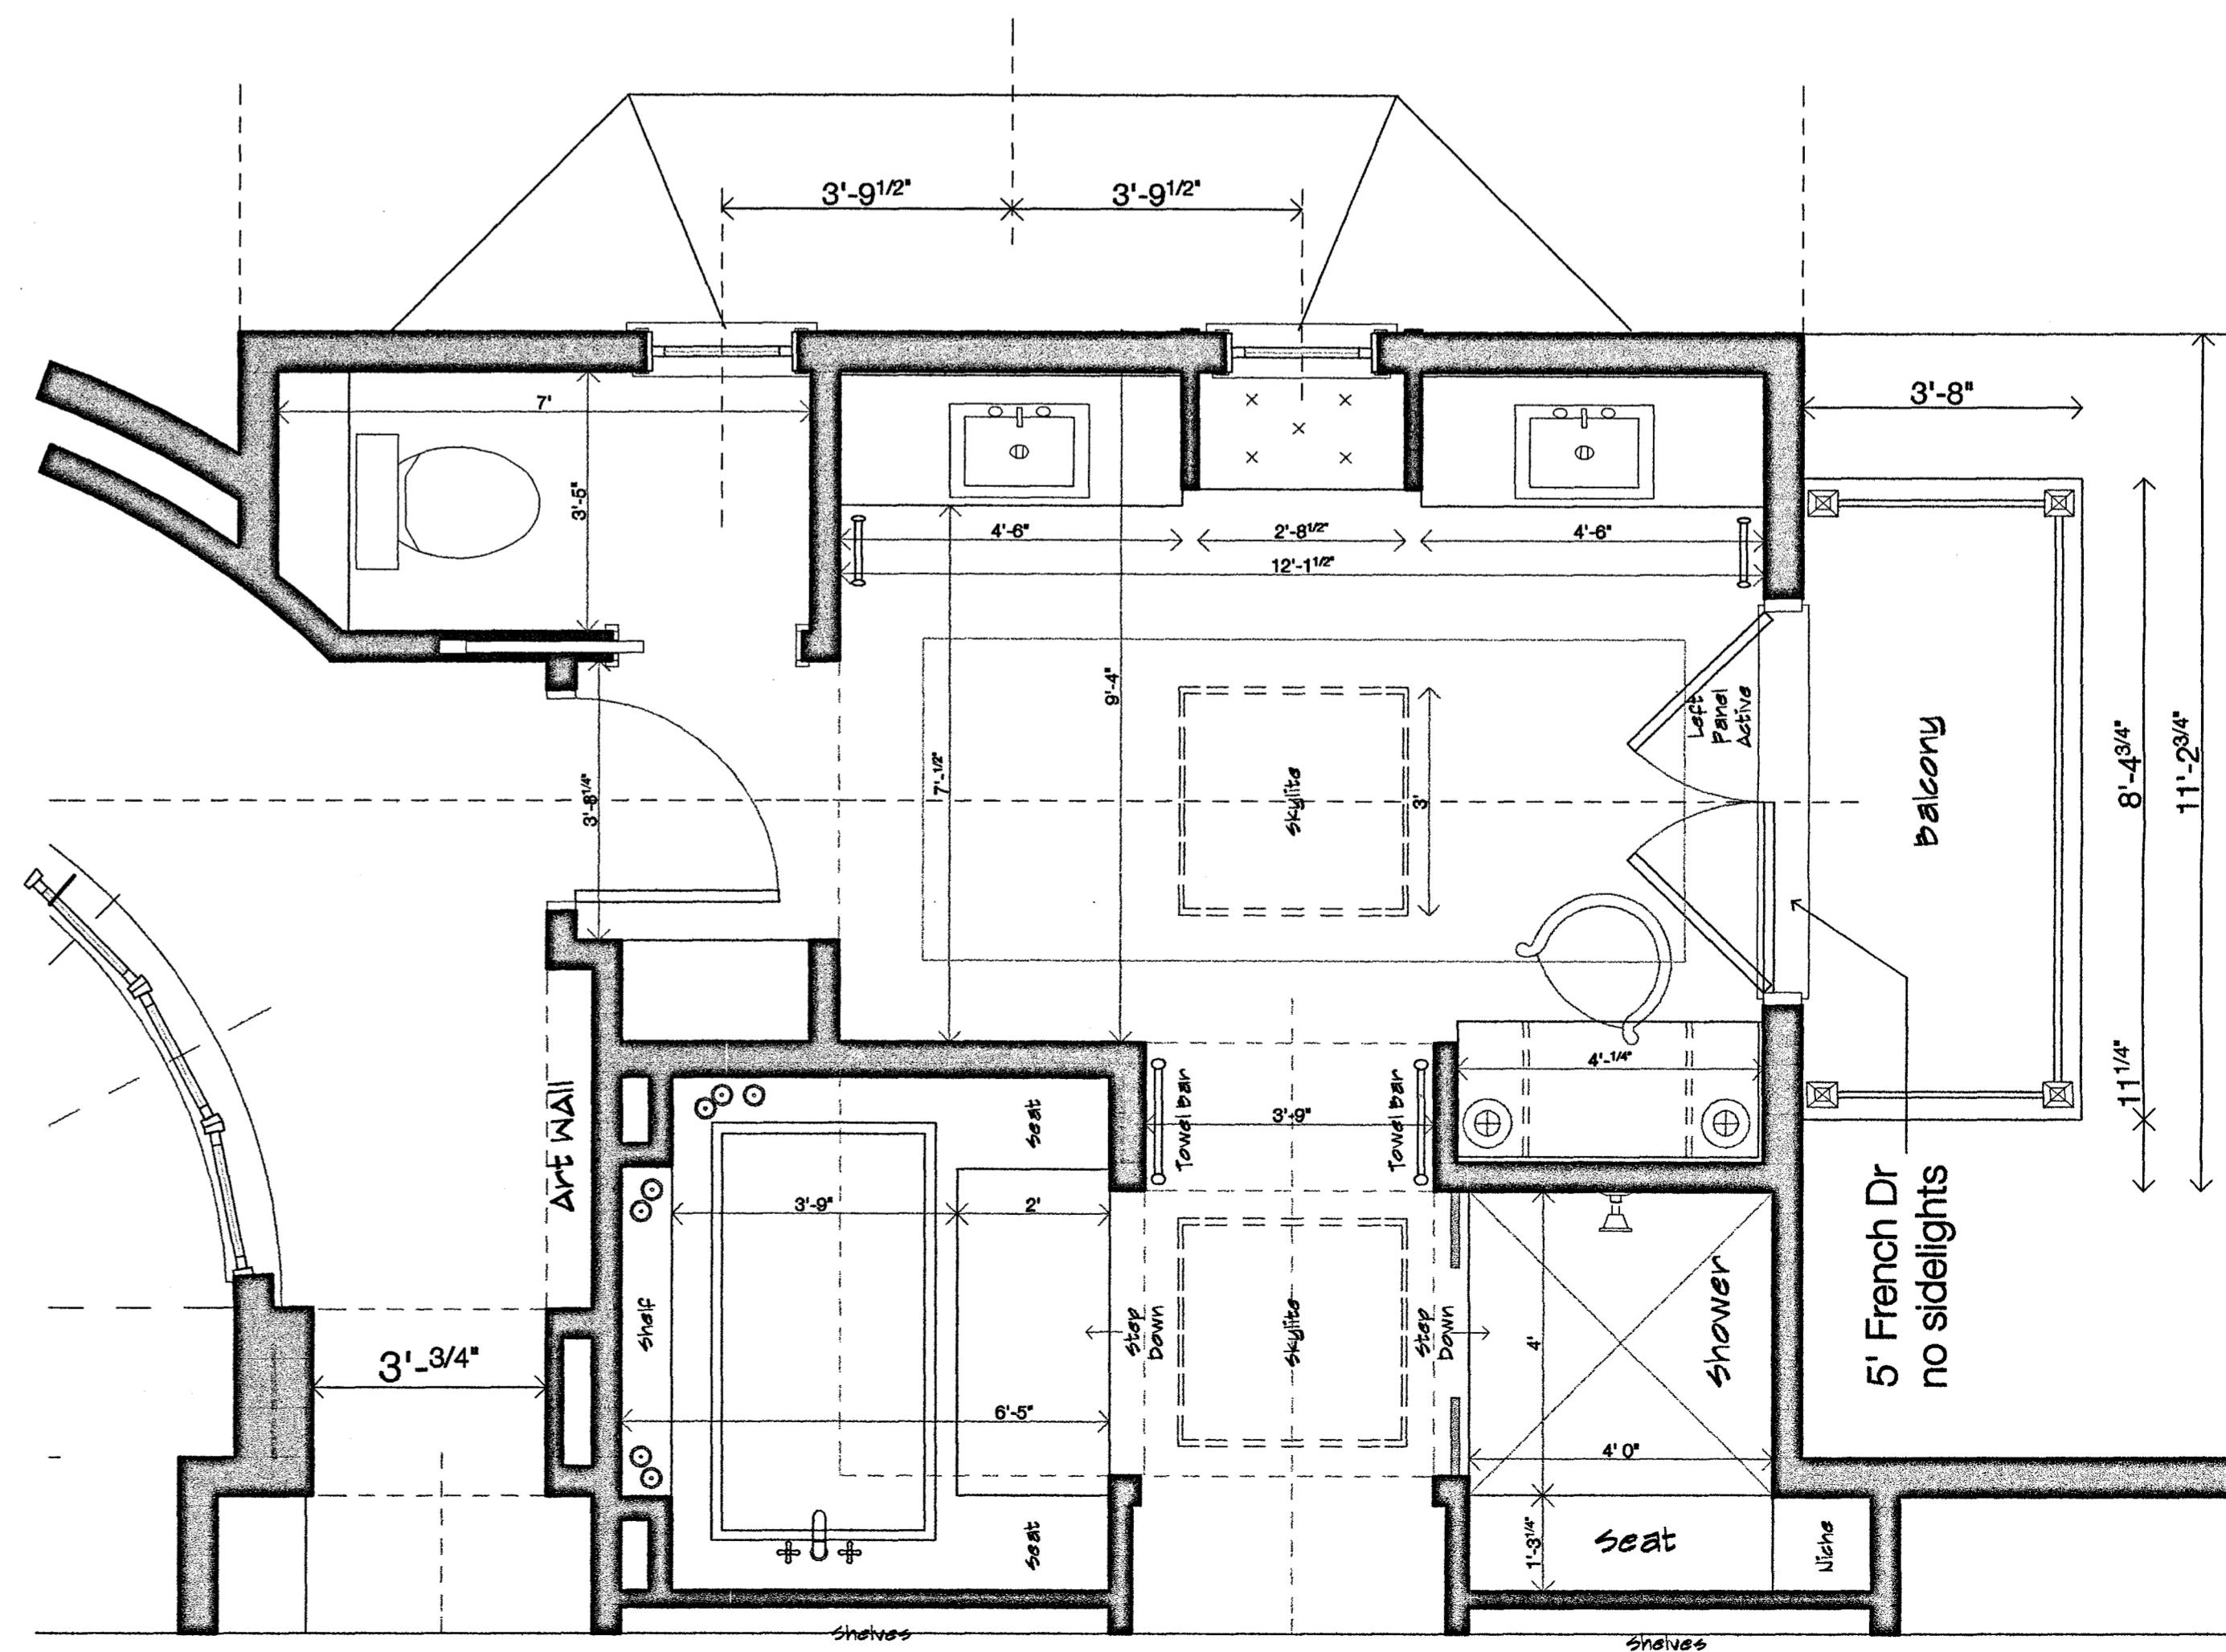 3'-9 1/2"
3'-9 1/2"
3'-8"
7'
3'-5"
4'-6"
2'-8 1/2"
4'-6"
12'-1 1/2"
9'-4"
7'-1/2"
3'-8 1/4"
Skylite
3'
Left
Panel
Active
Balcony
8'-4 3/4"
11'-2 3/4"
11 1/4"
4'-1/4"
Art Wall
Seat
Towel Bar
3'-9"
Towel Bar
3'-9"
2'
Shelf
Step
Down
Skylite
Step
Down
4'
Shower
5' French Dr
no sidelights
3'-3/4"
6'-5"
4' 0"
Seat
1'-3 1/4"
Seat
Niche
Shelves
Shelves